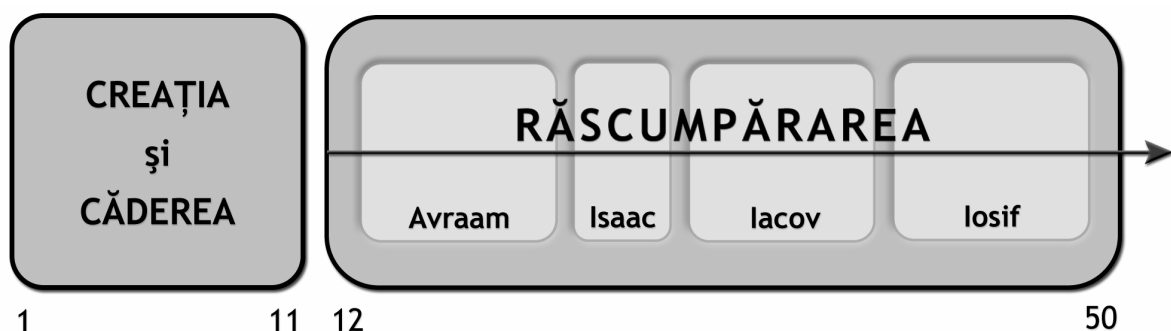 CREAȚIA
şi
CĂDEREA
RĂSCUMPĂRAREA
Avraam Isaac Iacov Iosif
1 11 12 50